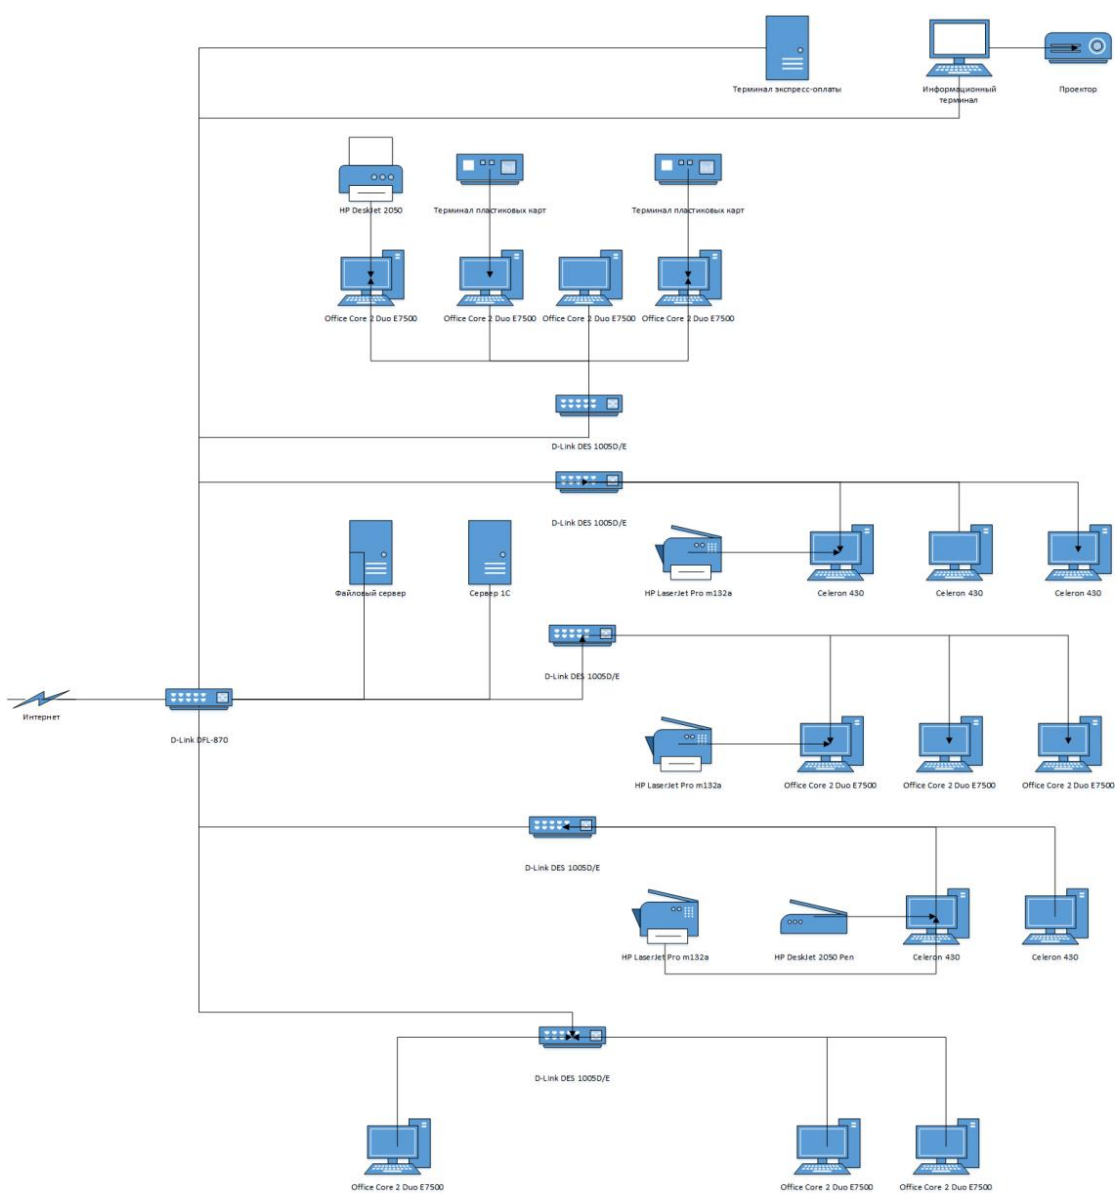 Терминал экспресс-оплаты
Информационный
терминал
Проектор
HP DeskJet 2050
Терминал пластиковых карт
Терминал пластиковых карт
Office Core 2 Duo E7500
Office Core 2 Duo E7500
Office Core 2 Duo E7500
Office Core 2 Duo E7500
D-Link DES 1005D/E
D-Link DES 1005D/E
Файловый сервер
Сервер 1С
HP LaserJet Pro m132a
Celeron 430
Celeron 430
Celeron 430
D-Link DES 1005D/E
Интернет
D-Link DFL-870
HP LaserJet Pro m132a
Office Core 2 Duo E7500
Office Core 2 Duo E7500
Office Core 2 Duo E7500
D-Link DES 1005D/E
HP LaserJet Pro m132a
HP DeskJet 2050 Pen
Celeron 430
Celeron 430
D-Link DES 1005D/E
Office Core 2 Duo E7500
Office Core 2 Duo E7500
Office Core 2 Duo E7500